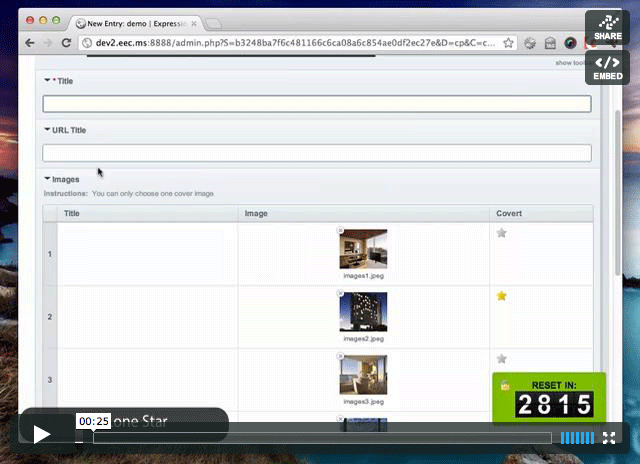 New Entry: demo | Expression
dev2.eec.ms:8888/admin.php?S=b3248ba7f6c481166c6ca08a6c854ae0df2ec27e&D=cp&C=c...
SHARE
show toolbar
EMBED
* Title
URL Title
Images
Instructions: You can only choose one cover image
Title Image Covert
1
images1.jpeg
2
images2.jpeg
3
images3.jpeg
RESET IN:
2815
one Star
00:25